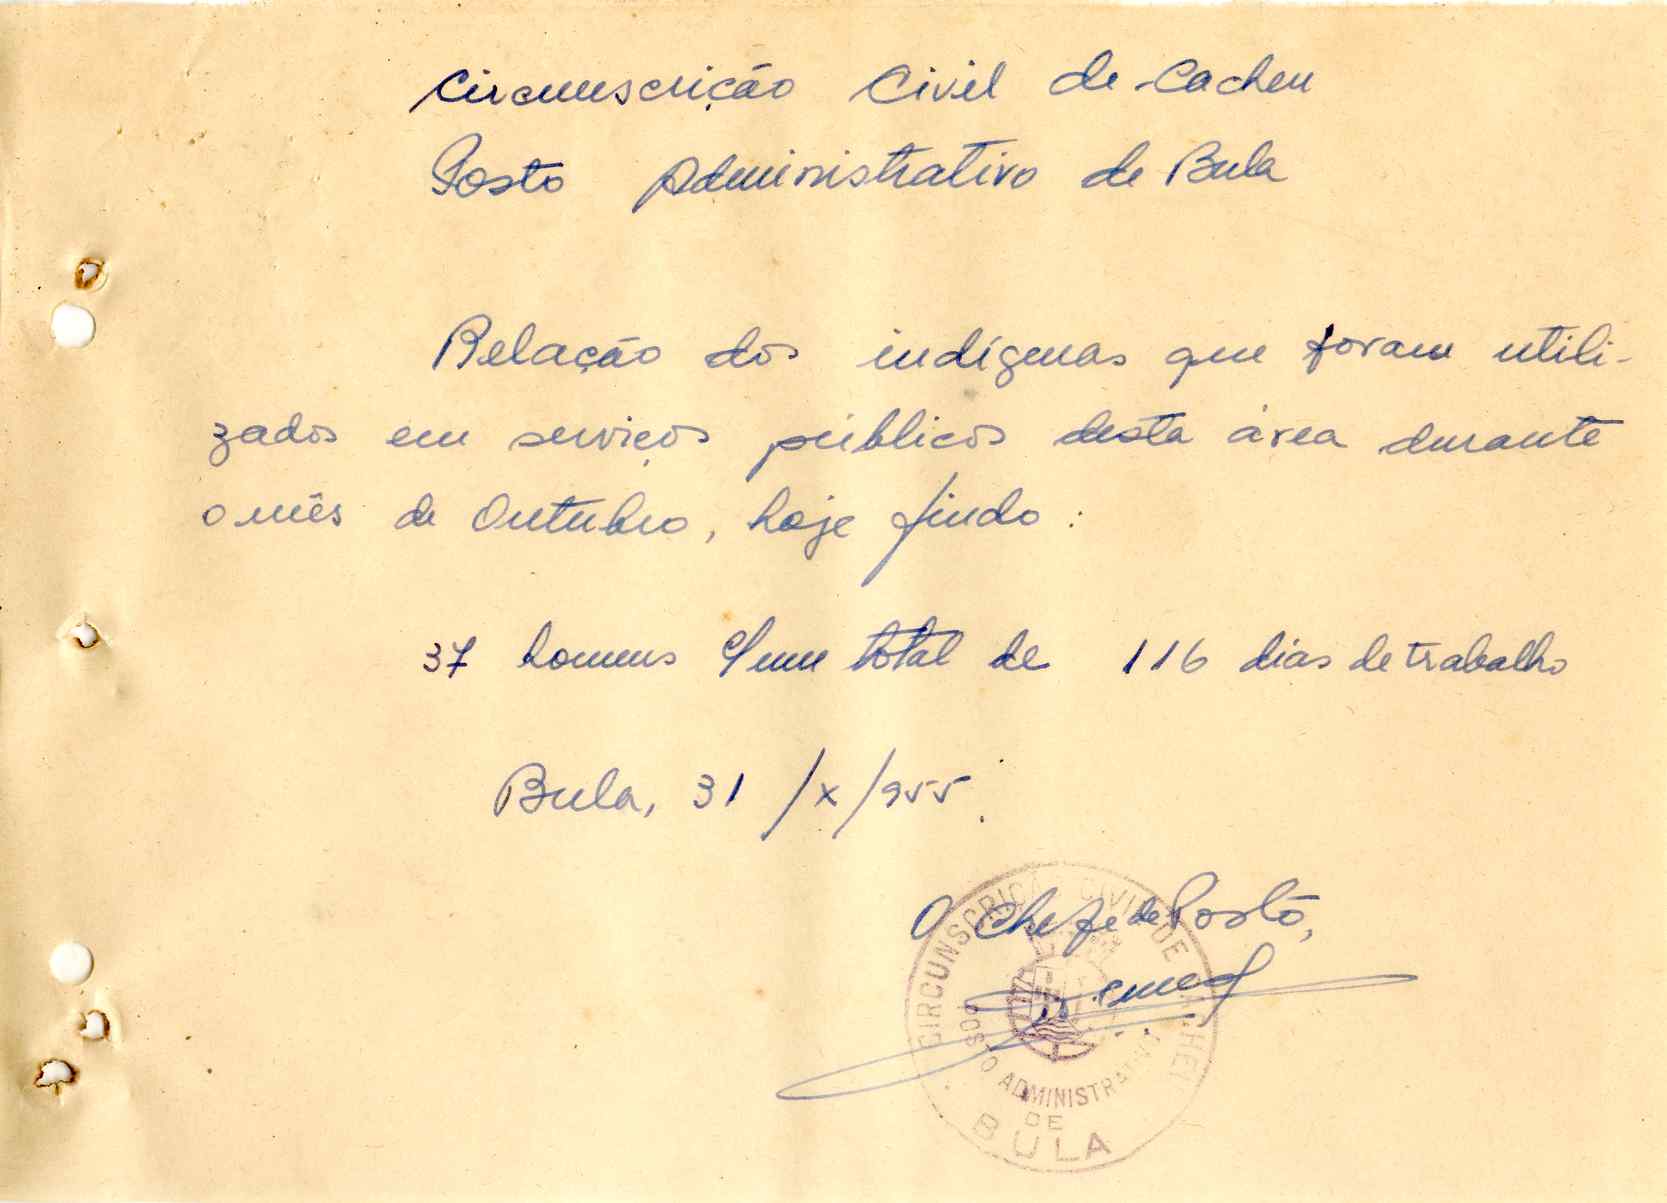 Circunscrição Civil de Cacheu
Posto Administrativo de Bula
Relação dos indígenas que foram utili-
zados em serviços públicos desta área durante
o mês de Outubro, hoje findo:
37 homens c/um total de 116 dias de trabalho
Bula, 31 /X/955.
O Chefe de Posto,
CIRCUNSCRIÇÃO CIVIL DE CACHEU
POSTO ADMINISTRATIVO
DE
BULA